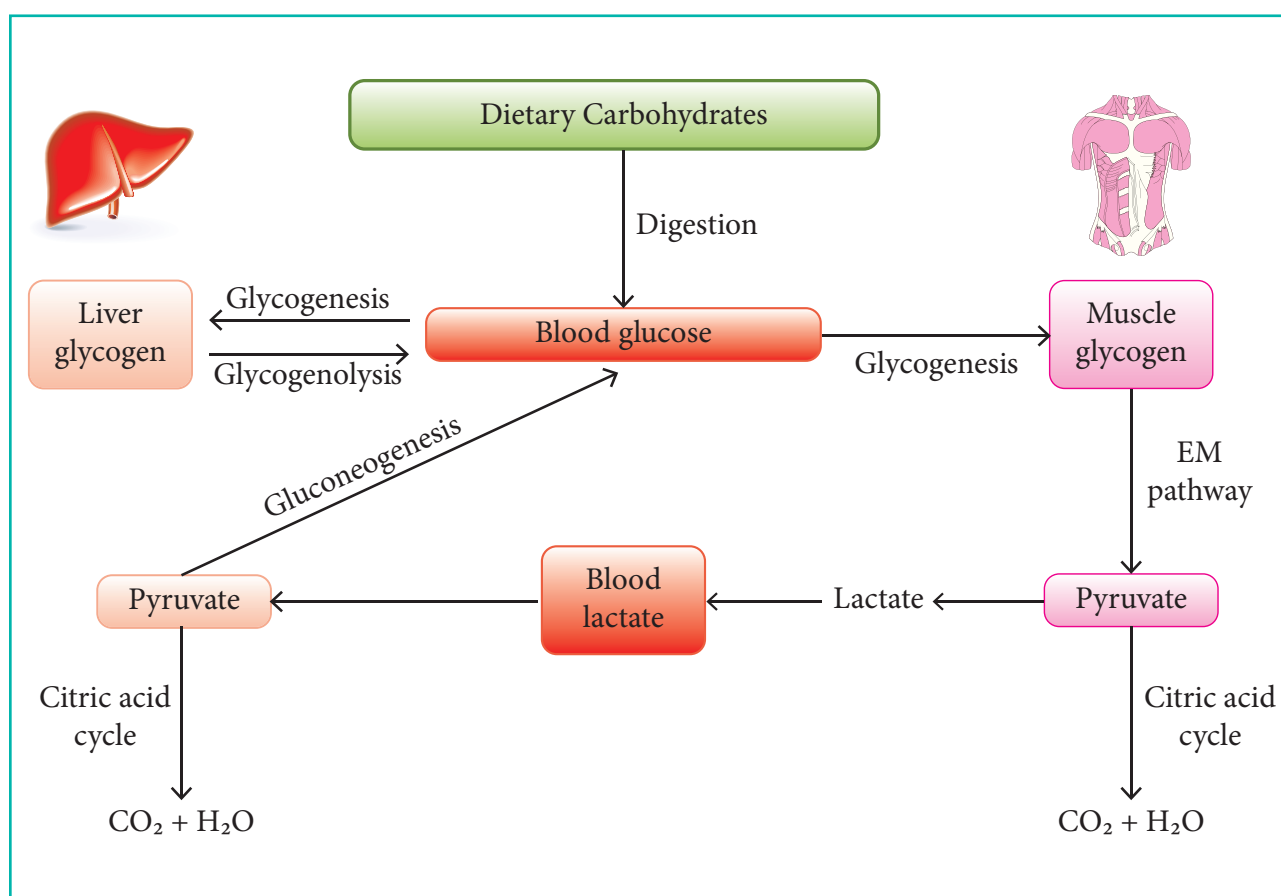 Dietary Carbohydrates
Digestion
Liver
glycogen
Glycogenesis
Glycogenolysis
Blood glucose
Glycogenesis
Muscle
glycogen
Gluconeogenesis
EM
pathway
Pyruvate
Blood
lactate
Lactate
Pyruvate
Citric acid
cycle
Citric acid
cycle
CO₂ + H₂O
CO₂ + H₂O